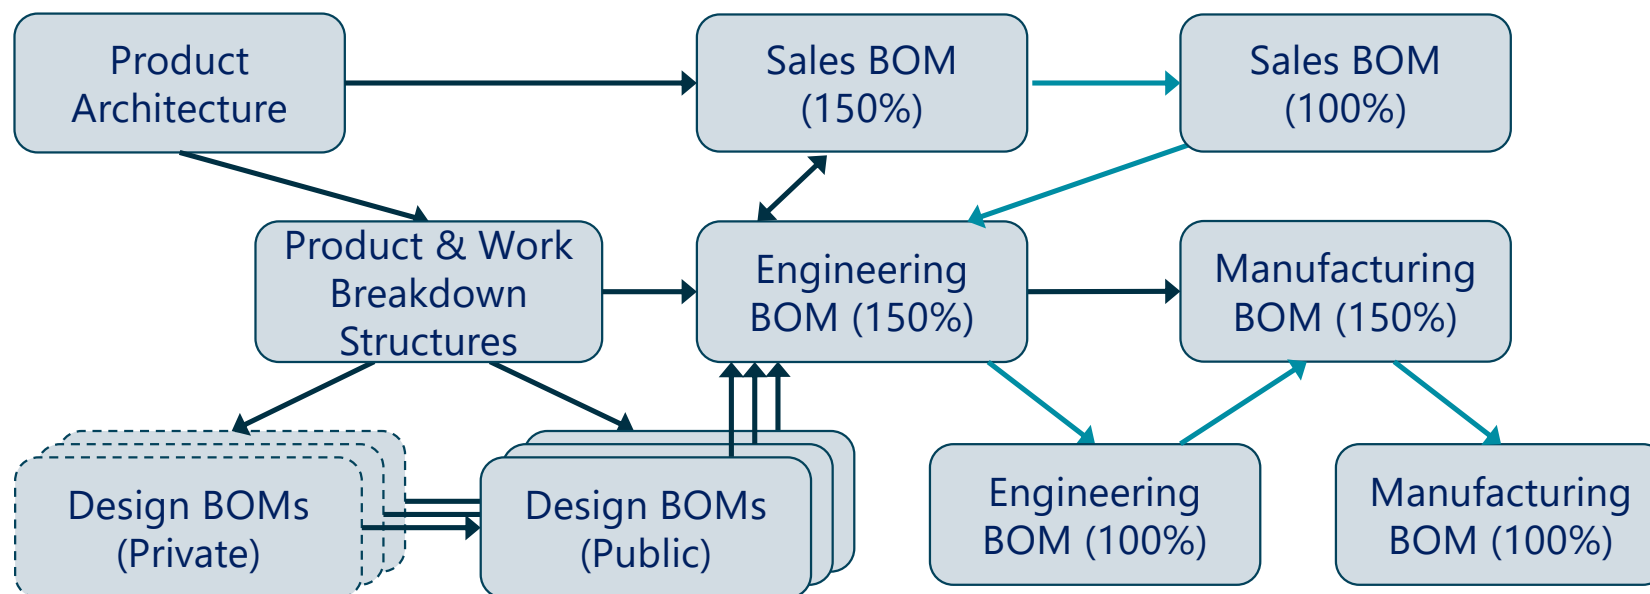 Product
Architecture
Sales BOM
(150%)
Sales BOM
(100%)
Product & Work
Breakdown
Structures
Engineering
BOM (150%)
Manufacturing
BOM (150%)
Design BOMs
(Private)
Design BOMs
(Public)
Engineering
BOM (100%)
Manufacturing
BOM (100%)